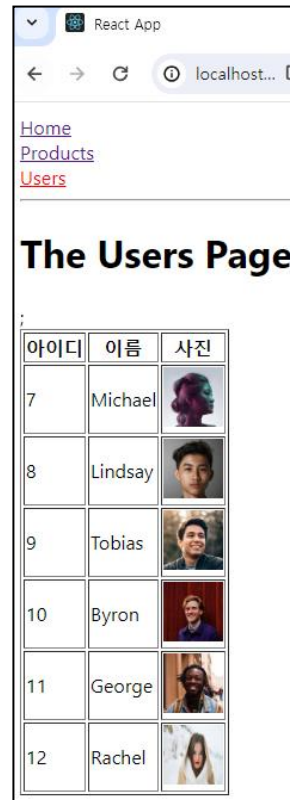 React App
localhost...
Home
Products
Users
The Users Page
;
아이디 이름 사진
7 Michael
8 Lindsay
9 Tobias
10 Byron
11 George
12 Rachel